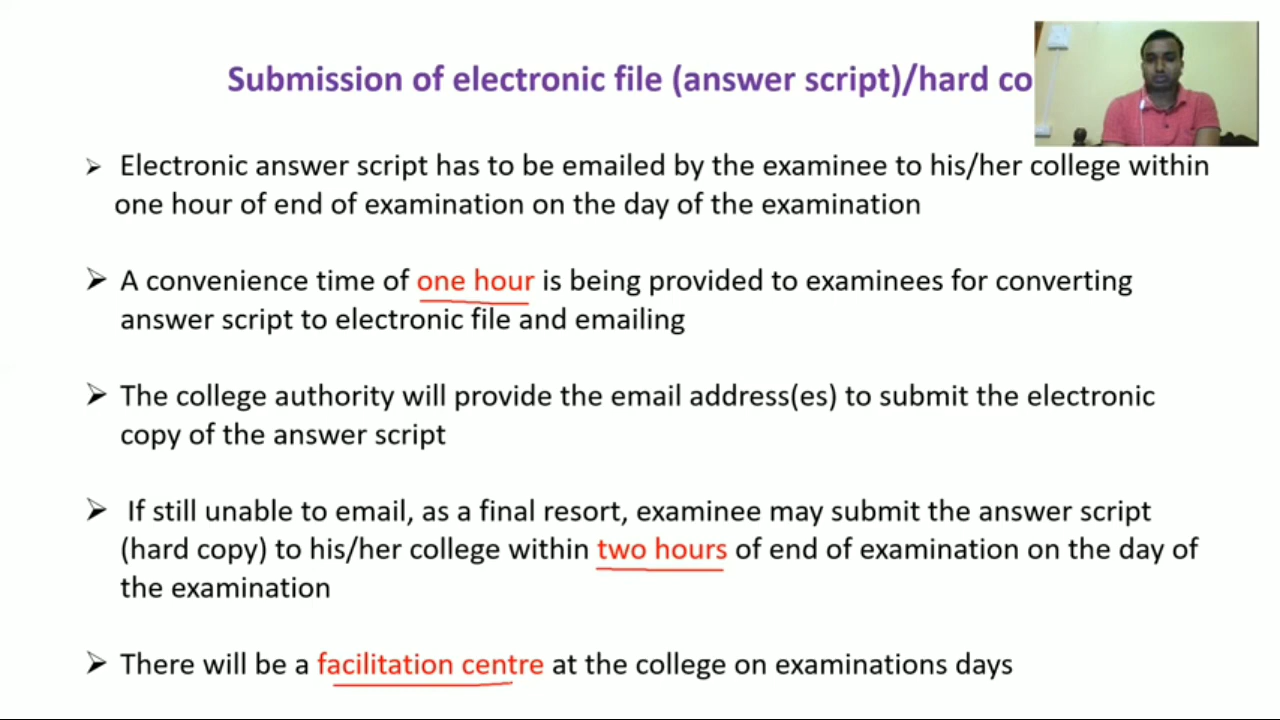 Submission of electronic file (answer script)/hard co
➢ Electronic answer script has to be emailed by the examinee to his/her college within
one hour of end of examination on the day of the examination
➢ A convenience time of one hour is being provided to examinees for converting
answer script to electronic file and emailing
➢ The college authority will provide the email address(es) to submit the electronic
copy of the answer script
➢ If still unable to email, as a final resort, examinee may submit the answer script
(hard copy) to his/her college within two hours of end of examination on the day of
the examination
➢ There will be a facilitation centre at the college on examinations days